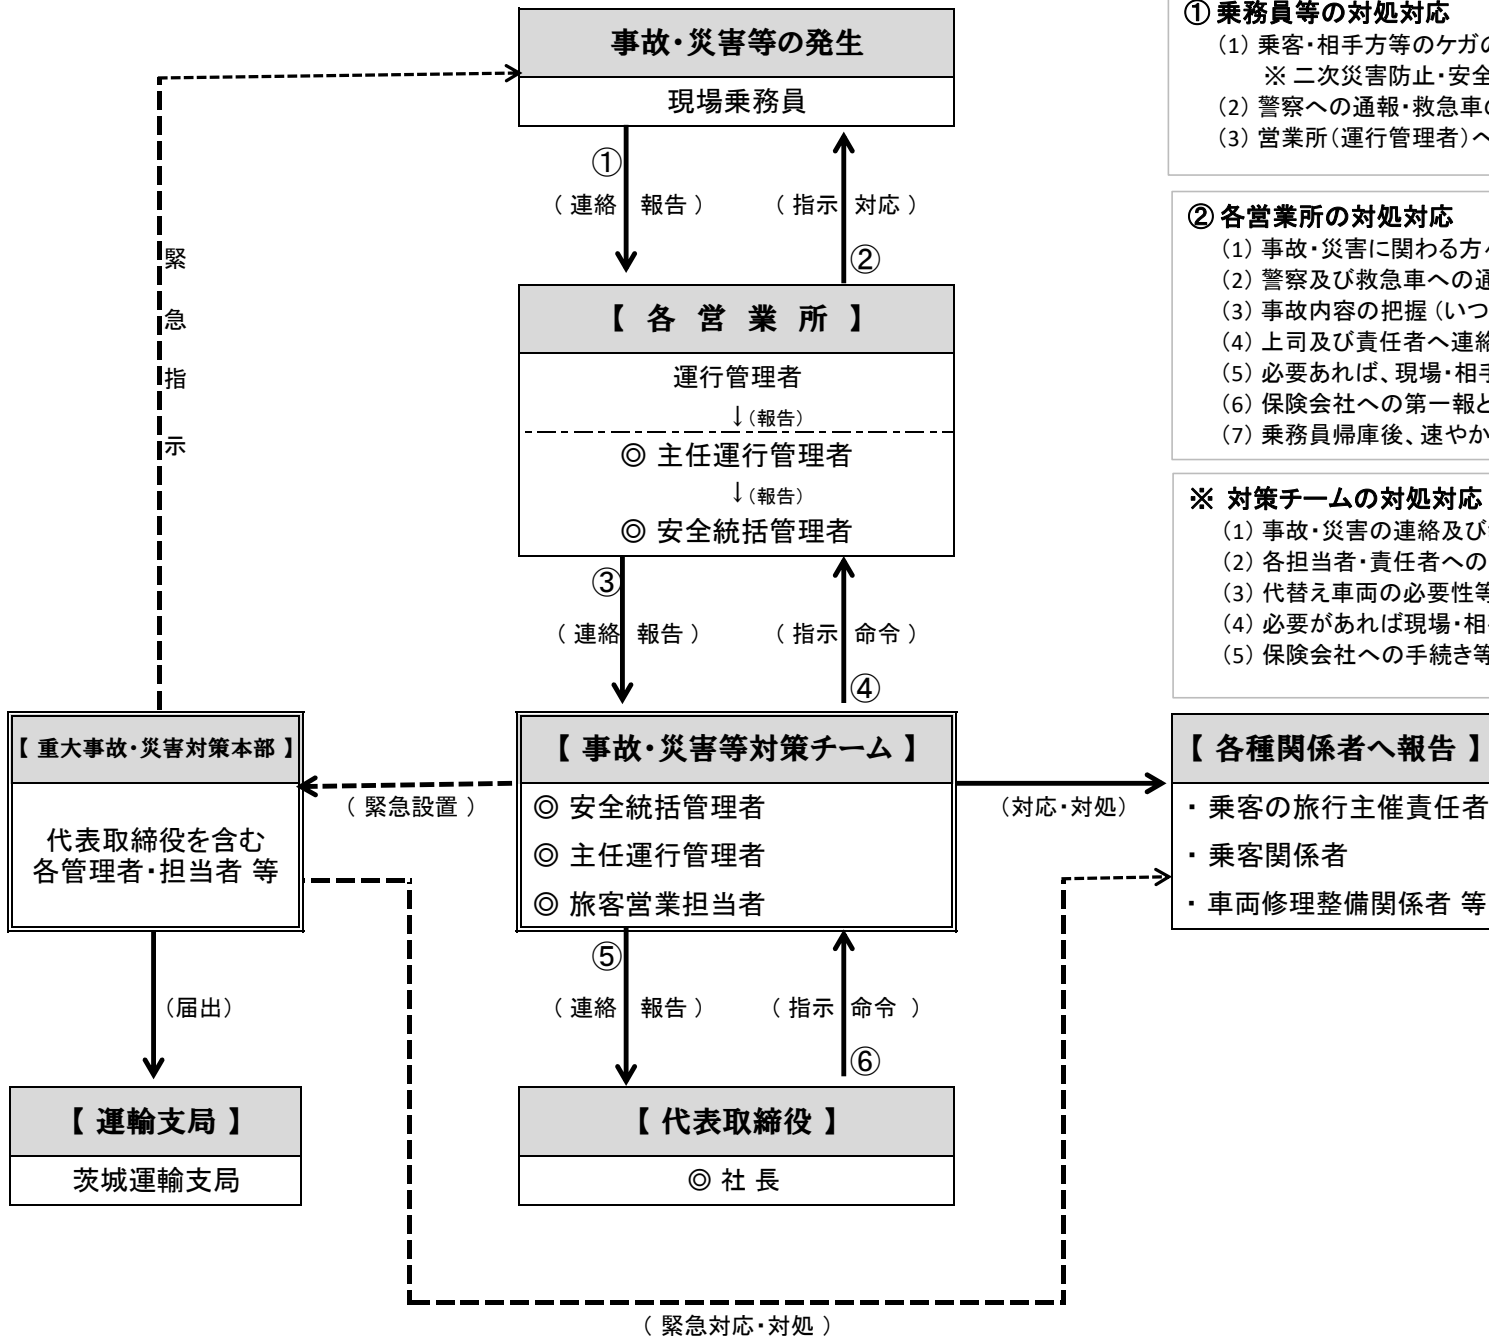 事故・災害等の発生
現場乗務員
①
（ 連絡 報告 ）
（ 指示 対応 ）
②
【 各 営 業 所 】
運行管理者
↓（報告）
◎ 主任運行管理者
↓（報告）
◎ 安全統括管理者
③
（ 連絡 報告 ）
（ 指示 命令 ）
④
緊
急
指
示
【 重大事故・災害対策本部 】
代表取締役を含む
各管理者・担当者 等
（ 緊急設置 ）
【 事故・災害等対策チーム 】
◎ 安全統括管理者
◎ 主任運行管理者
◎ 旅客営業担当者
（対応・対処）
【 各種関係者へ報告 】
・ 乗客の旅行主催責任者
・ 乗客関係者
・ 車両修理整備関係者 等
（届出）
⑤
（ 連絡 報告 ）
（ 指示 命令 ）
⑥
【 運輸支局 】
茨城運輸支局
【 代表取締役 】
◎ 社 長
（ 緊急対応・対処 ）
① 乗務員等の対処対応
（1） 乗客・相手方等のケガの
※ 二次災害防止・安全
（2） 警察への通報・救急車の
（3） 営業所（運行管理者）へ
② 各営業所の対処対応
（1） 事故・災害に関わる方
（2） 警察及び救急車への通
（3） 事故内容の把握 （いつ
（4） 上司及び責任者へ連絡
（5） 必要あれば、現場・相手
（6） 保険会社への第一報と
（7） 乗務員帰庫後、速やか
※ 対策チームの対処対応
（1） 事故・災害の連絡及び
（2） 各担当者・責任者への
（3） 代替え車両の必要性等
（4） 必要があれば現場・相
（5） 保険会社への手続き等